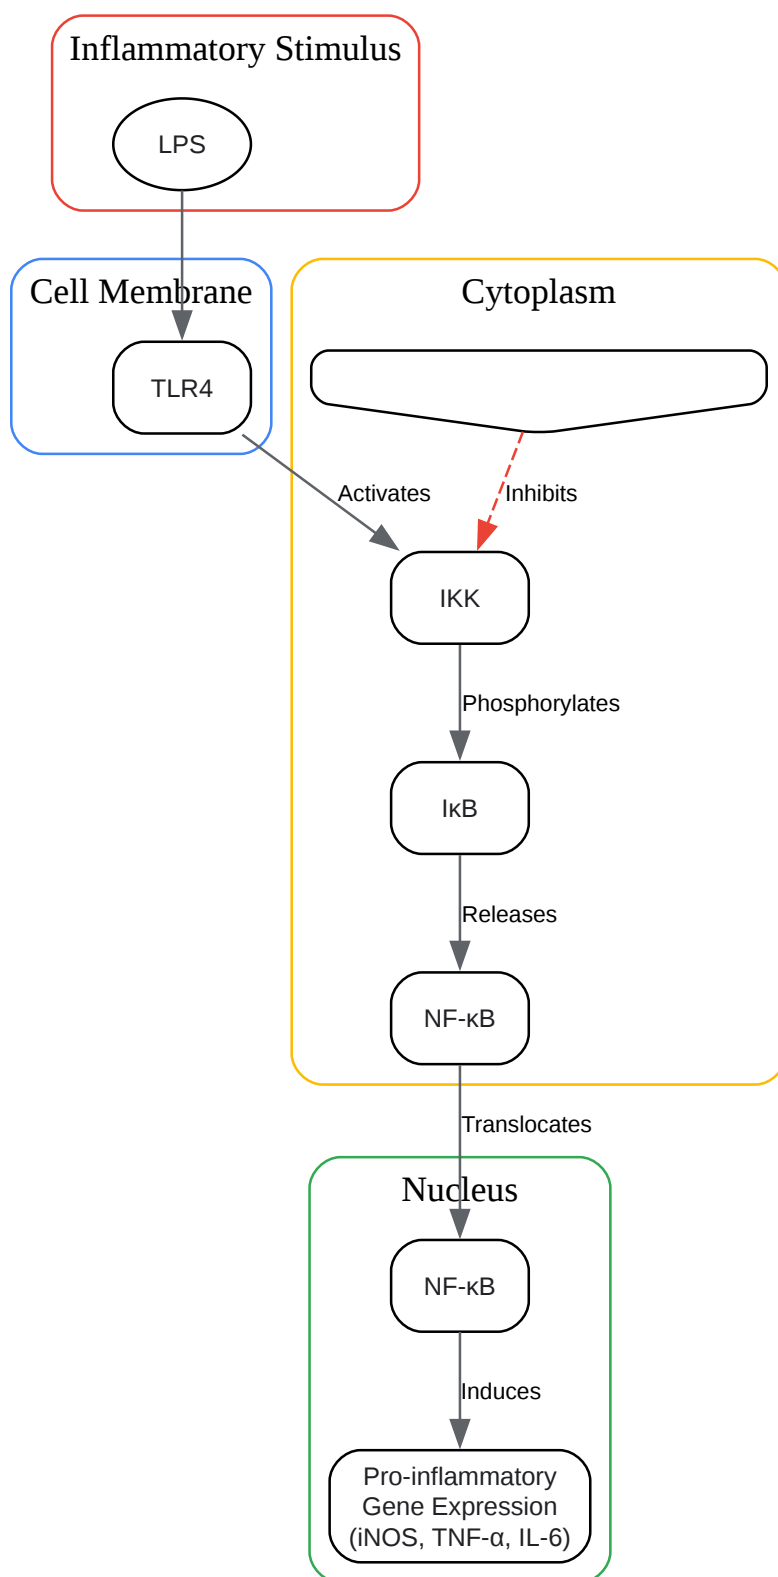 Inflammatory Stimulus
LPS
Cell Membrane
Cytoplasm
TLR4
Activates
Inhibits
IKK
Phosphorylates
IκB
Releases
NF-κB
Translocates
Nucleus
NF-κB
Induces
Pro-inflammatory
Gene Expression
(iNOS, TNF-α, IL-6)